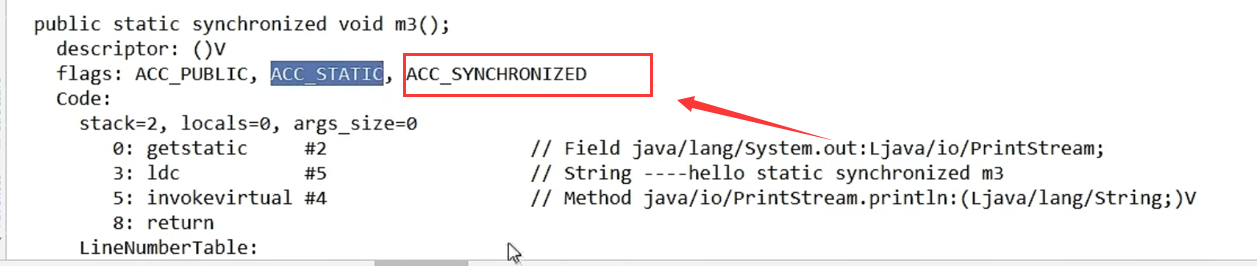 public static synchronized void m3();
descriptor: ()V
flags: ACC_PUBLIC, ACC_STATIC, ACC_SYNCHRONIZED
Code:
stack=2, locals=0, args_size=0
0: getstatic #2 // Field java/lang/System.out:Ljava/io/PrintStream;
3: ldc #5 // String ----hello static synchronized m3
5: invokevirtual #4 // Method java/io/PrintStream.println:(Ljava/lang/String;)V
8: return
LineNumberTable: